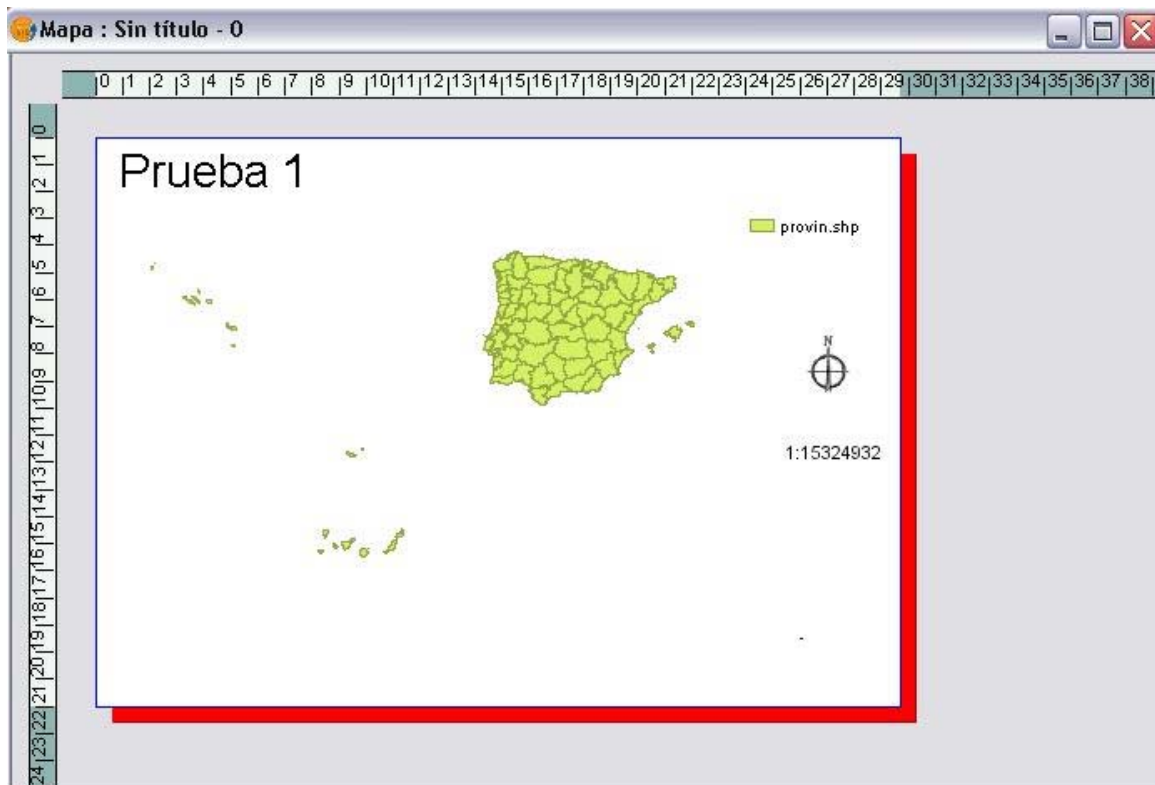 Mapa : Sin título - 0
0 1 2 3 4 5 6 7 8 9 10 11 12 13 14 15 16 17 18 19 20 21 22 23 24 25 26 27 28 29 30 31 32 33 34 35 36 37 38
0 1 2 3 4 5 6 7 8 9 10 11 12 13 14 15 16 17 18 19 20 21 22 23 24
Prueba 1
provin.shp
N
1:15324932